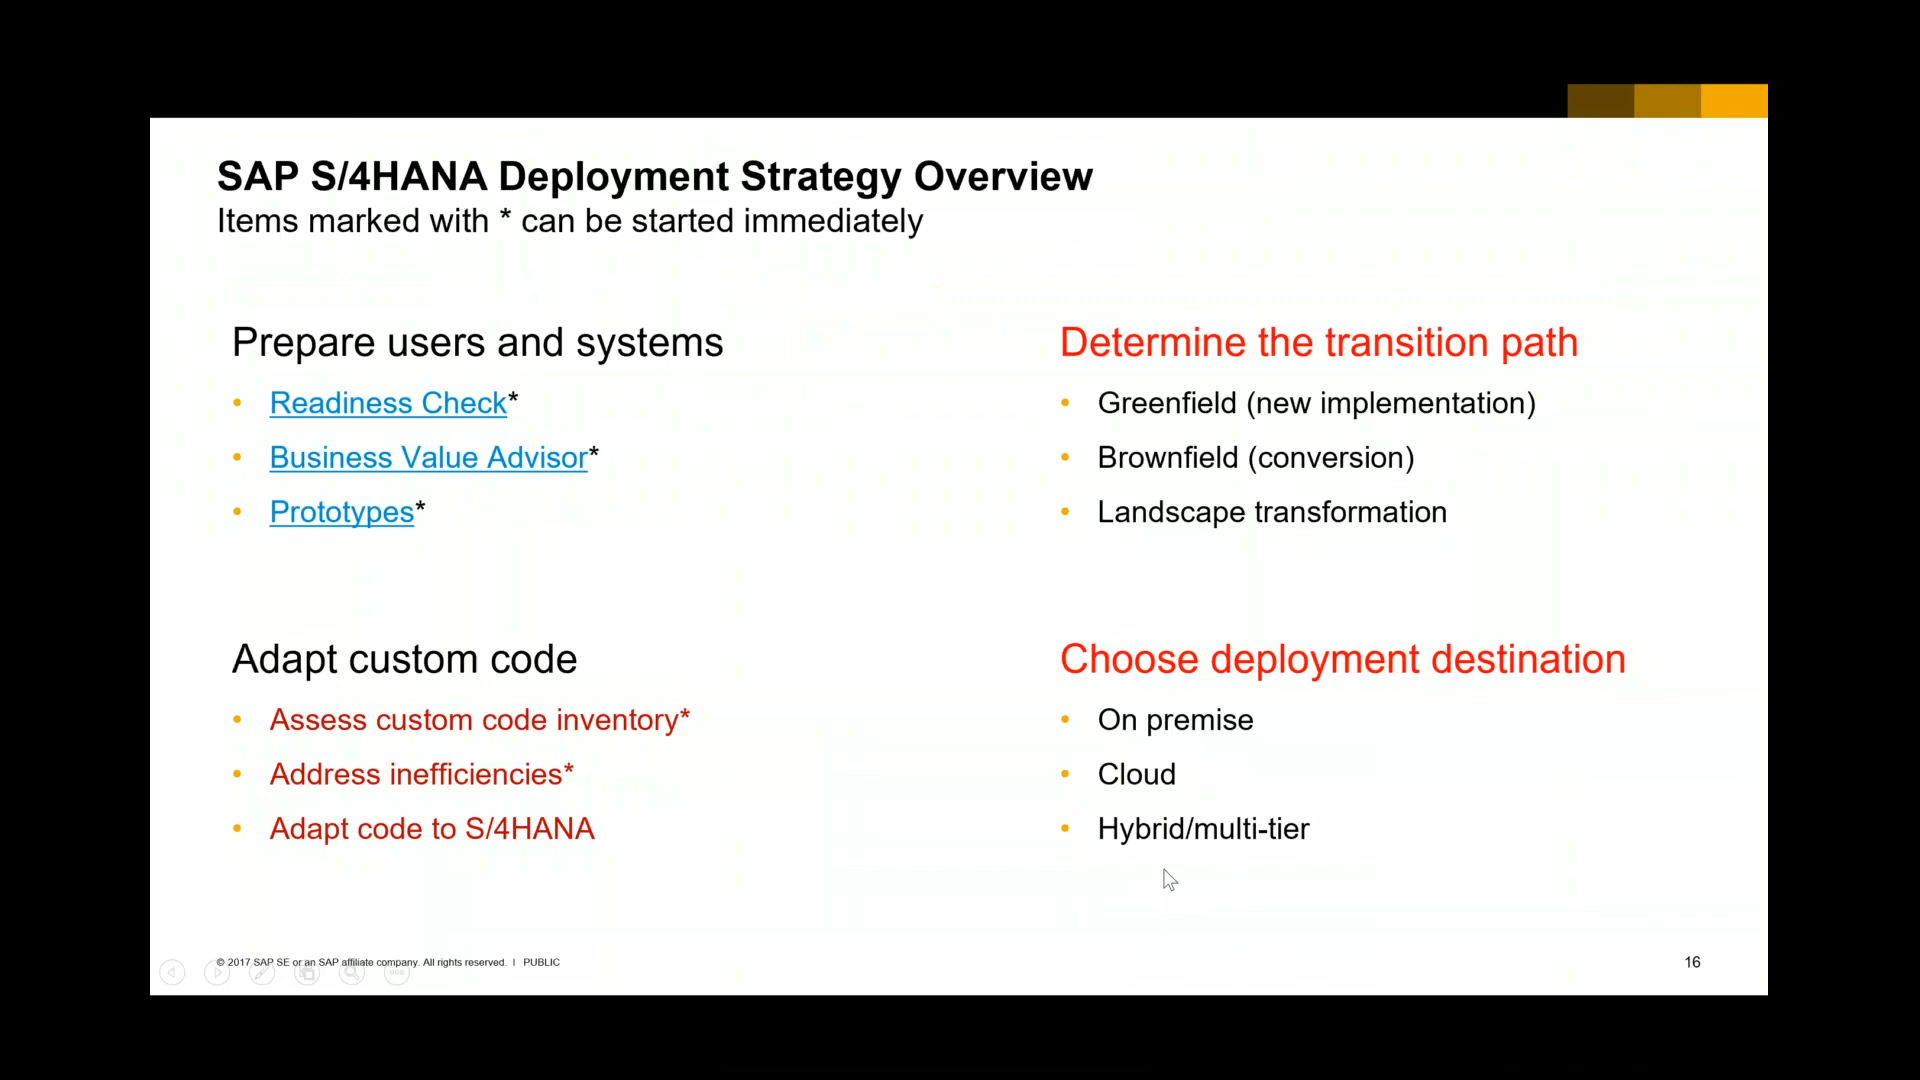 SAP S/4HANA Deployment Strategy Overview
Items marked with * can be started immediately
Prepare users and systems
• Readiness Check*
• Business Value Advisor*
• Prototypes*
Determine the transition path
• Greenfield (new implementation)
• Brownfield (conversion)
• Landscape transformation
Adapt custom code
• Assess custom code inventory*
• Address inefficiencies*
• Adapt code to S/4HANA
Choose deployment destination
• On premise
• Cloud
• Hybrid/multi-tier
© 2017 SAP SE or an SAP affiliate company. All rights reserved. | PUBLIC
16